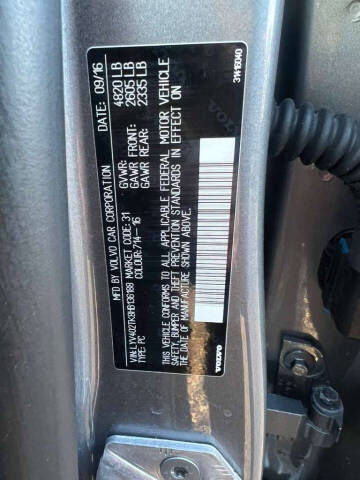 MFD BY VOLVO CAR CORPORATION DATE: 09/16
GVWR: 4820 LB
GAWR FRONT: 2605 LB
GAWR REAR: 2335 LB
VIN: LYV402TK3HB138188 MARKET CODE: 31
TYPE: PC COLOUR: 714-16
THIS VEHICLE CONFORMS TO ALL APPLICABLE FEDERAL MOTOR VEHICLE
SAFETY, BUMPER AND THEFT PREVENTION STANDARDS IN EFFECT ON
THE DATE OF MANUFACTURE SHOWN ABOVE.
VOLVO 31416040